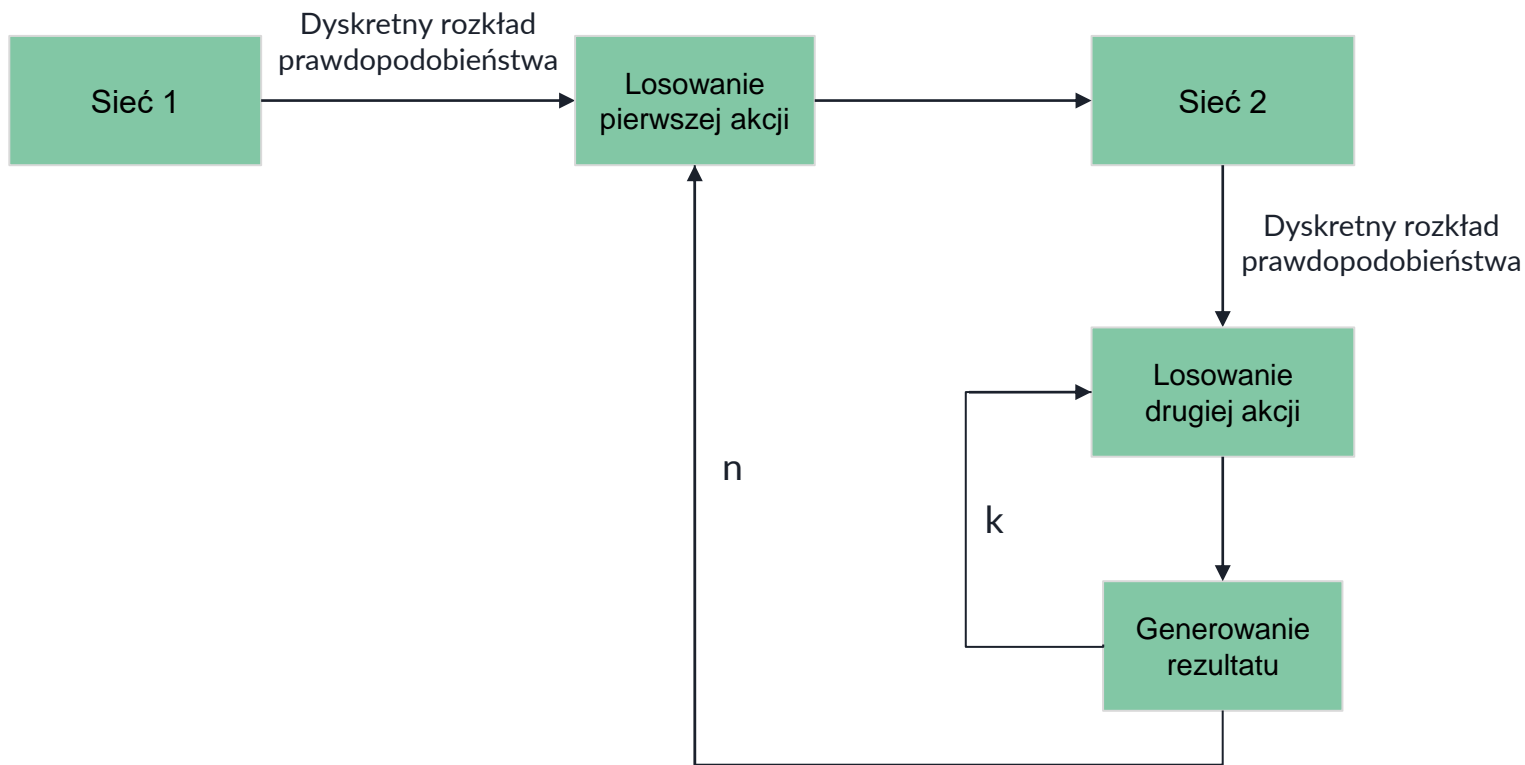 Dyskretny rozkład
prawdopodobieństwa
Sieć 1
Losowanie
pierwszej akcji
Sieć 2
Dyskretny rozkład
prawdopodobieństwa
Losowanie
drugiej akcji
n
k
Generowanie
rezultatu